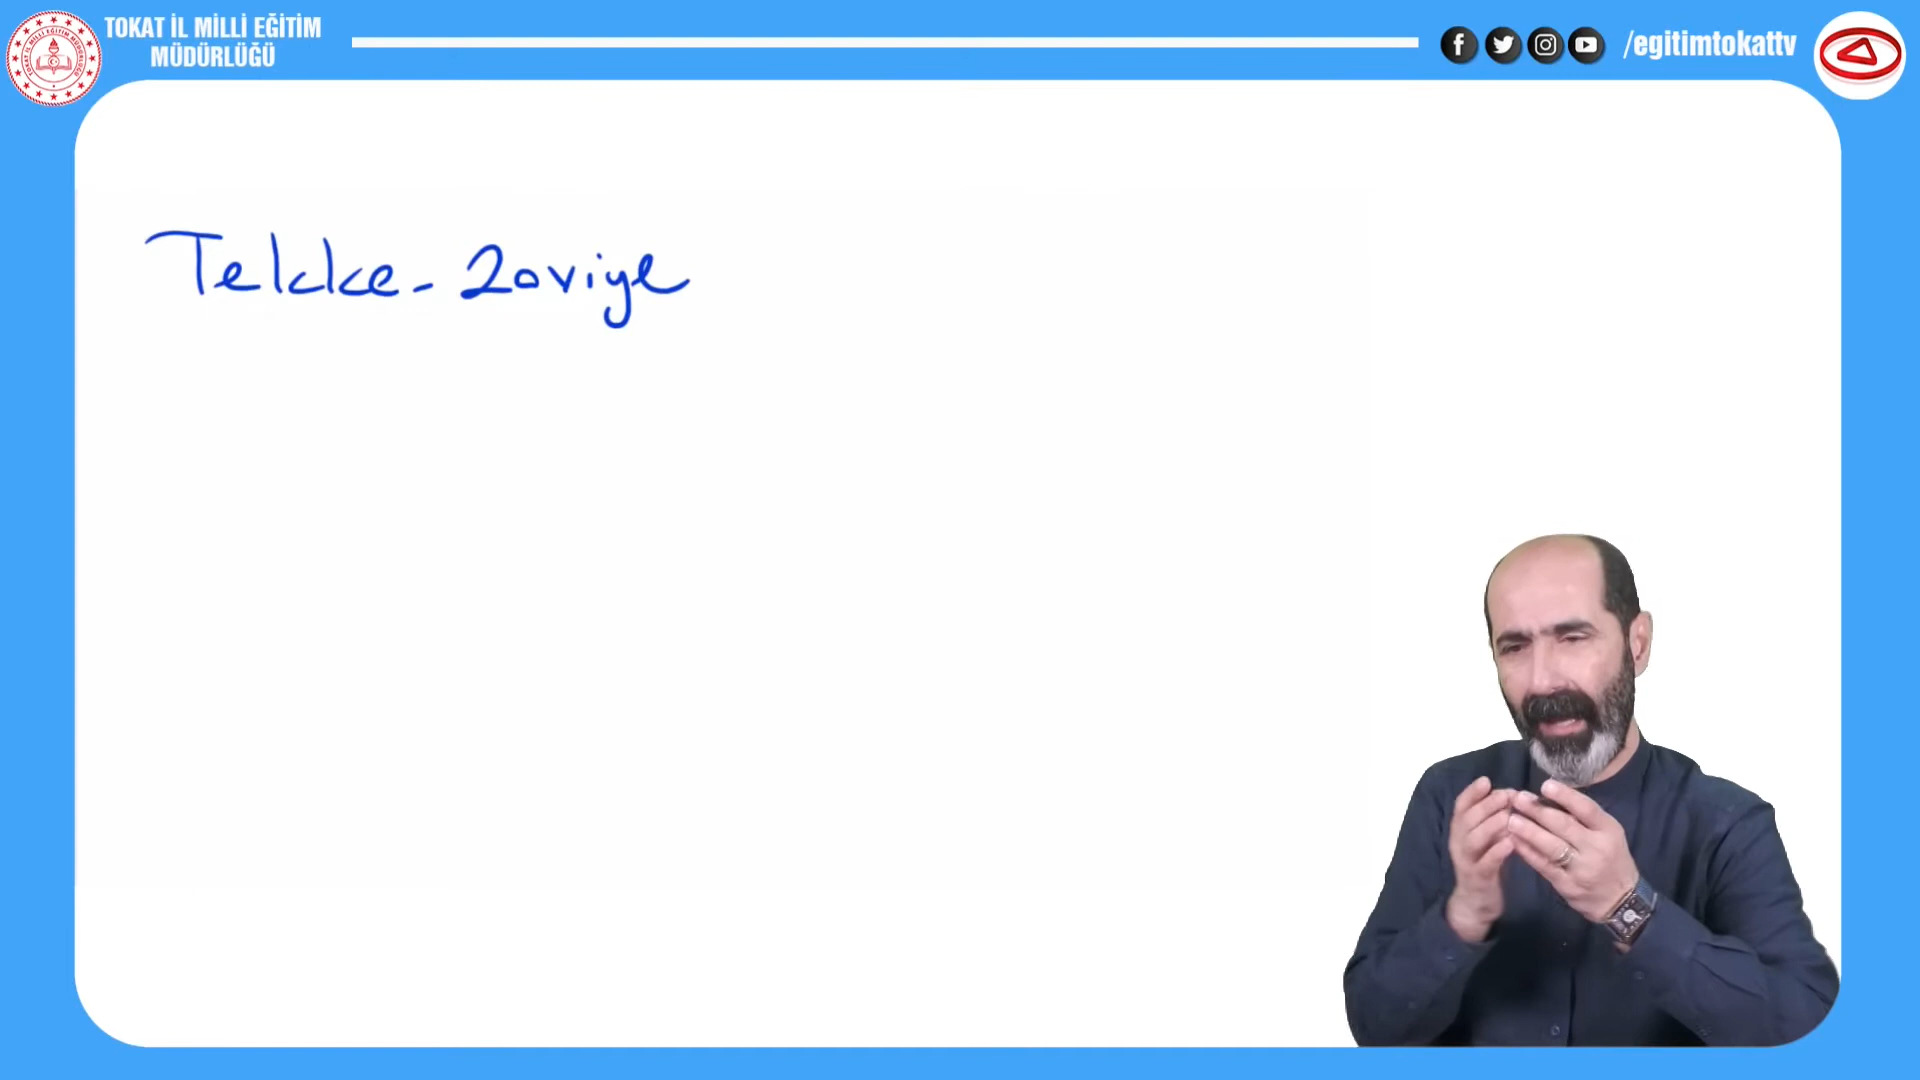 TOKAT İL MİLLİ EĞİTİM
MÜDÜRLÜĞÜ
/egitimtokattv
Tekke - Zaviye